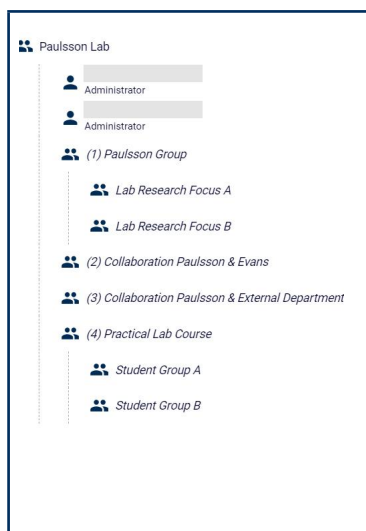 Paulsson Lab
Administrator
Administrator
(1) Paulsson Group
Lab Research Focus A
Lab Research Focus B
(2) Collaboration Paulsson & Evans
(3) Collaboration Paulsson & External Department
(4) Practical Lab Course
Student Group A
Student Group B